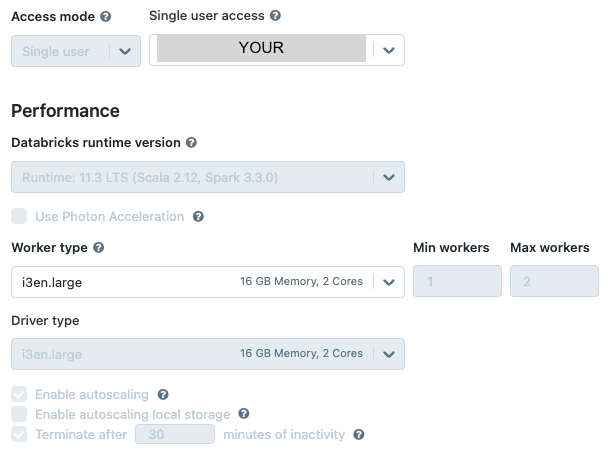 Access mode
Single user access
Single user
YOUR
Performance
Databricks runtime version
Runtime: 11.3 LTS (Scala 2.12, Spark 3.3.0)
Use Photon Acceleration
Worker type
Min workers
Max workers
i3en.large
16 GB Memory, 2 Cores
1
2
Driver type
i3en.large
16 GB Memory, 2 Cores
Enable autoscaling
Enable autoscaling local storage
Terminate after 30 minutes of inactivity